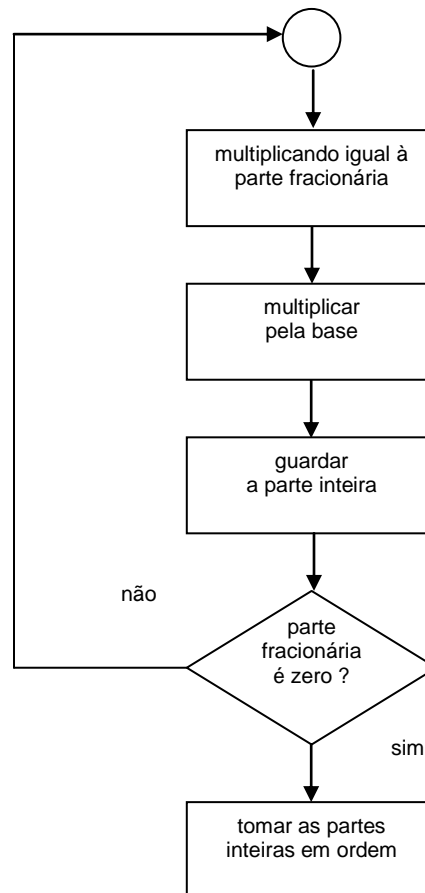 multiplicando igual à
parte fracionária
multiplicar
pela base
guardar
a parte inteira
não
parte
fracionária
é zero ?
sim
tomar as partes
inteiras em ordem